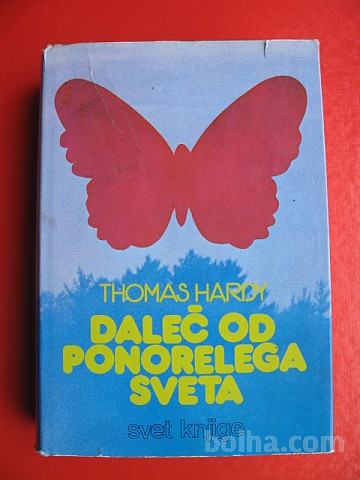 THOMAS HARDY
DALEČ OD
PONORELEGA
SVETA
svet knjige
bolha.com